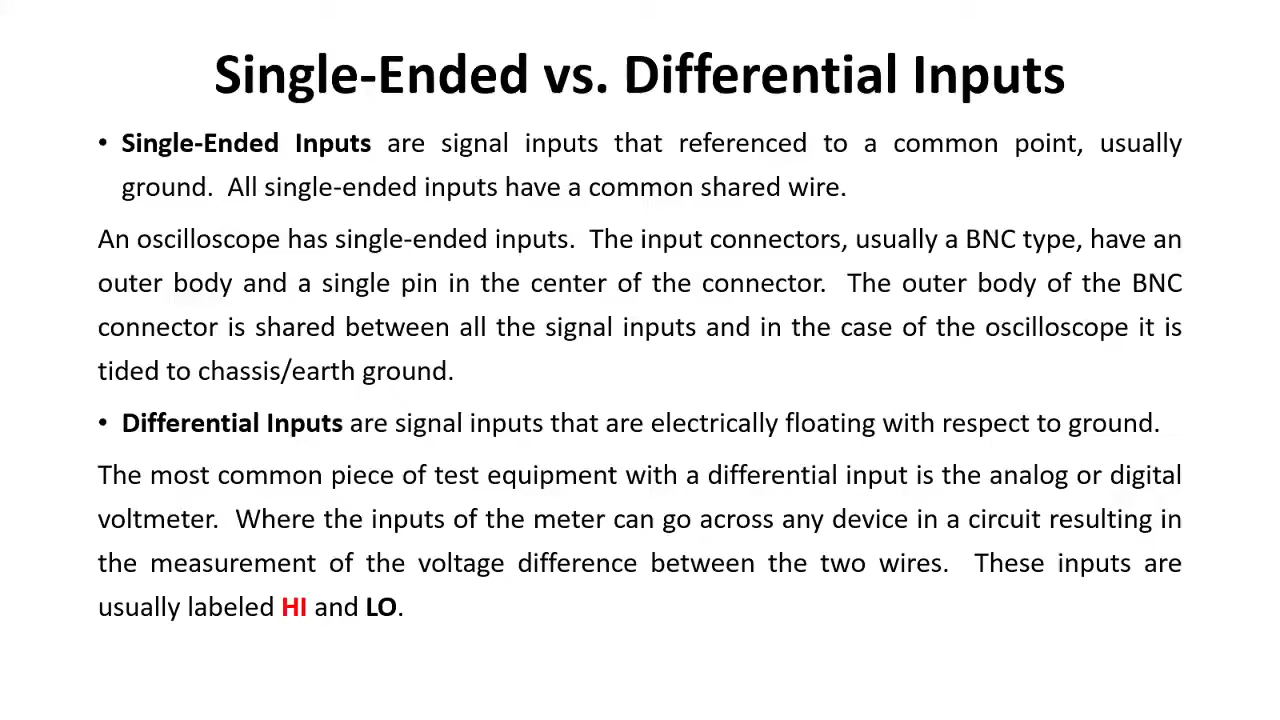 Single-Ended vs. Differential Inputs
• Single-Ended Inputs are signal inputs that referenced to a common point, usually
ground. All single-ended inputs have a common shared wire.
An oscilloscope has single-ended inputs. The input connectors, usually a BNC type, have an
outer body and a single pin in the center of the connector. The outer body of the BNC
connector is shared between all the signal inputs and in the case of the oscilloscope it is
tided to chassis/earth ground.
• Differential Inputs are signal inputs that are electrically floating with respect to ground.
The most common piece of test equipment with a differential input is the analog or digital
voltmeter. Where the inputs of the meter can go across any device in a circuit resulting in
the measurement of the voltage difference between the two wires. These inputs are
usually labeled HI and LO.